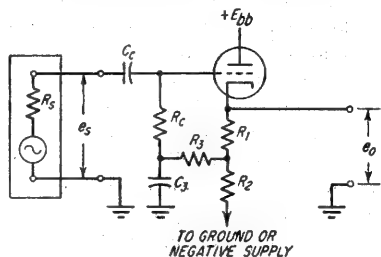 +Ebb
Cc
Rs
es
Rc
R3
R1
C3
R2
eo
TO GROUND OR
NEGATIVE SUPPLY